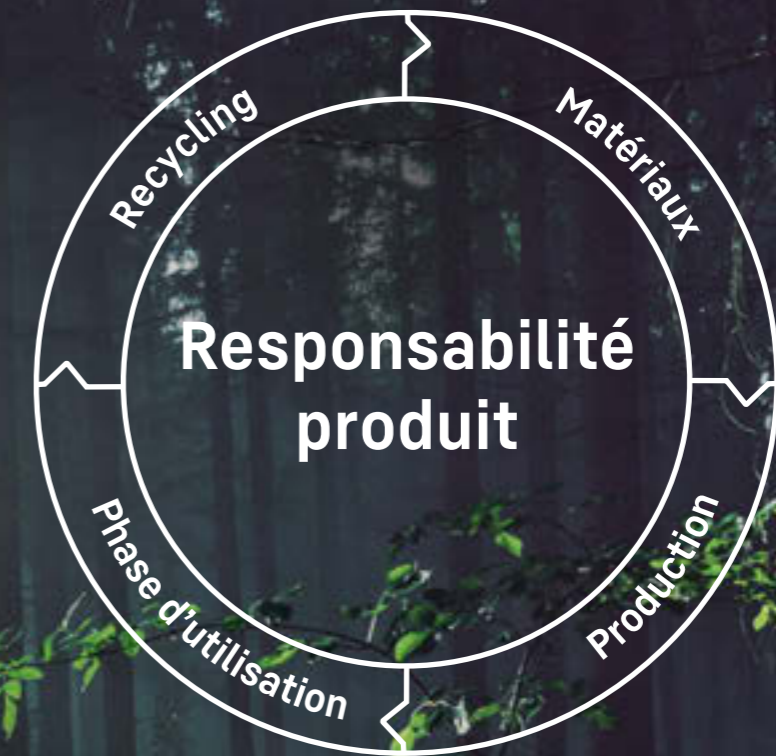 Responsabilité
produit
Matériaux
Production
Phase d'utilisation
Recycling